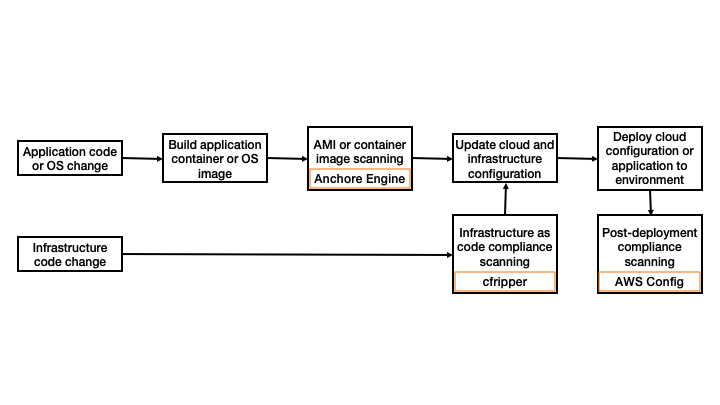 Application code
or OS change
Build application
container or OS
image
AMI or container
image scanning
Anchore Engine
Update cloud and
infrastructure
configuration
Deploy cloud
configuration or
application to
environment
Infrastructure
code change
Infrastructure as
code compliance
scanning
cfripper
Post-deployment
compliance
scanning
AWS Config